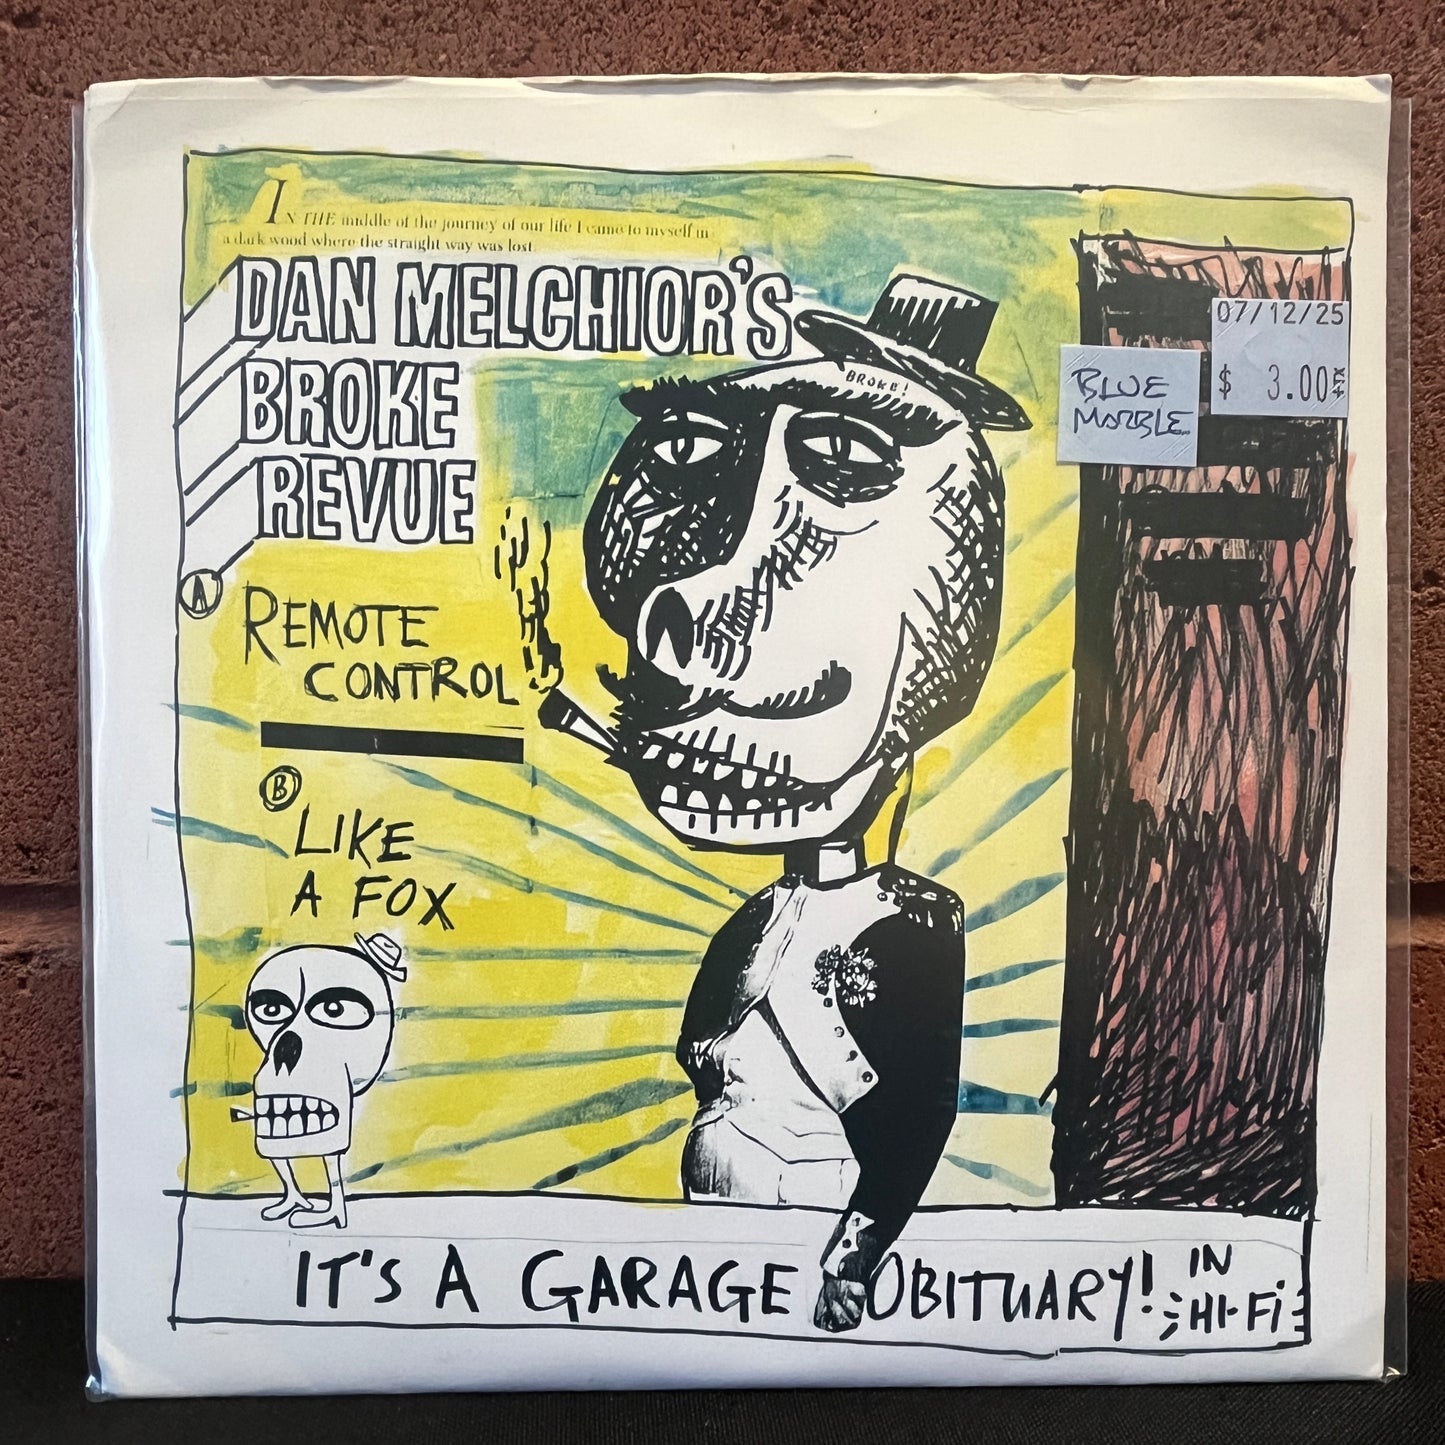 IN THE middle of the journey of our life I came to myself in
a dark wood where the straight way was lost.
DAN MELCHIOR'S
BROKE
REVUE
BROKE!
07/12/25
$ 3.00
BLUE
MARBLE
A
REMOTE
CONTROL
B
LIKE
A FOX
IT'S A GARAGE OBITUARY! IN
HI-Fi